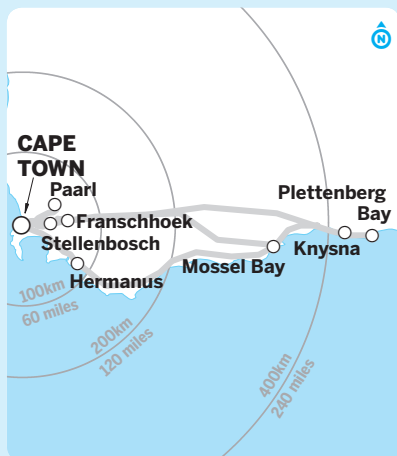 N
CAPE
TOWN
Paarl
Franschhoek
Stellenbosch
Hermanus
Plettenberg
Bay
Knysna
Mossel Bay
100km
60 miles
200km
120 miles
400km
240 miles